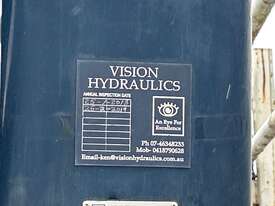 VISION
HYDRAULICS
ANNUAL INSPECTION DATE
An Eye For
Excellence
Ph 07-46348233
Mob- 0418790628
Email-ken@visionhydraulics.com.au